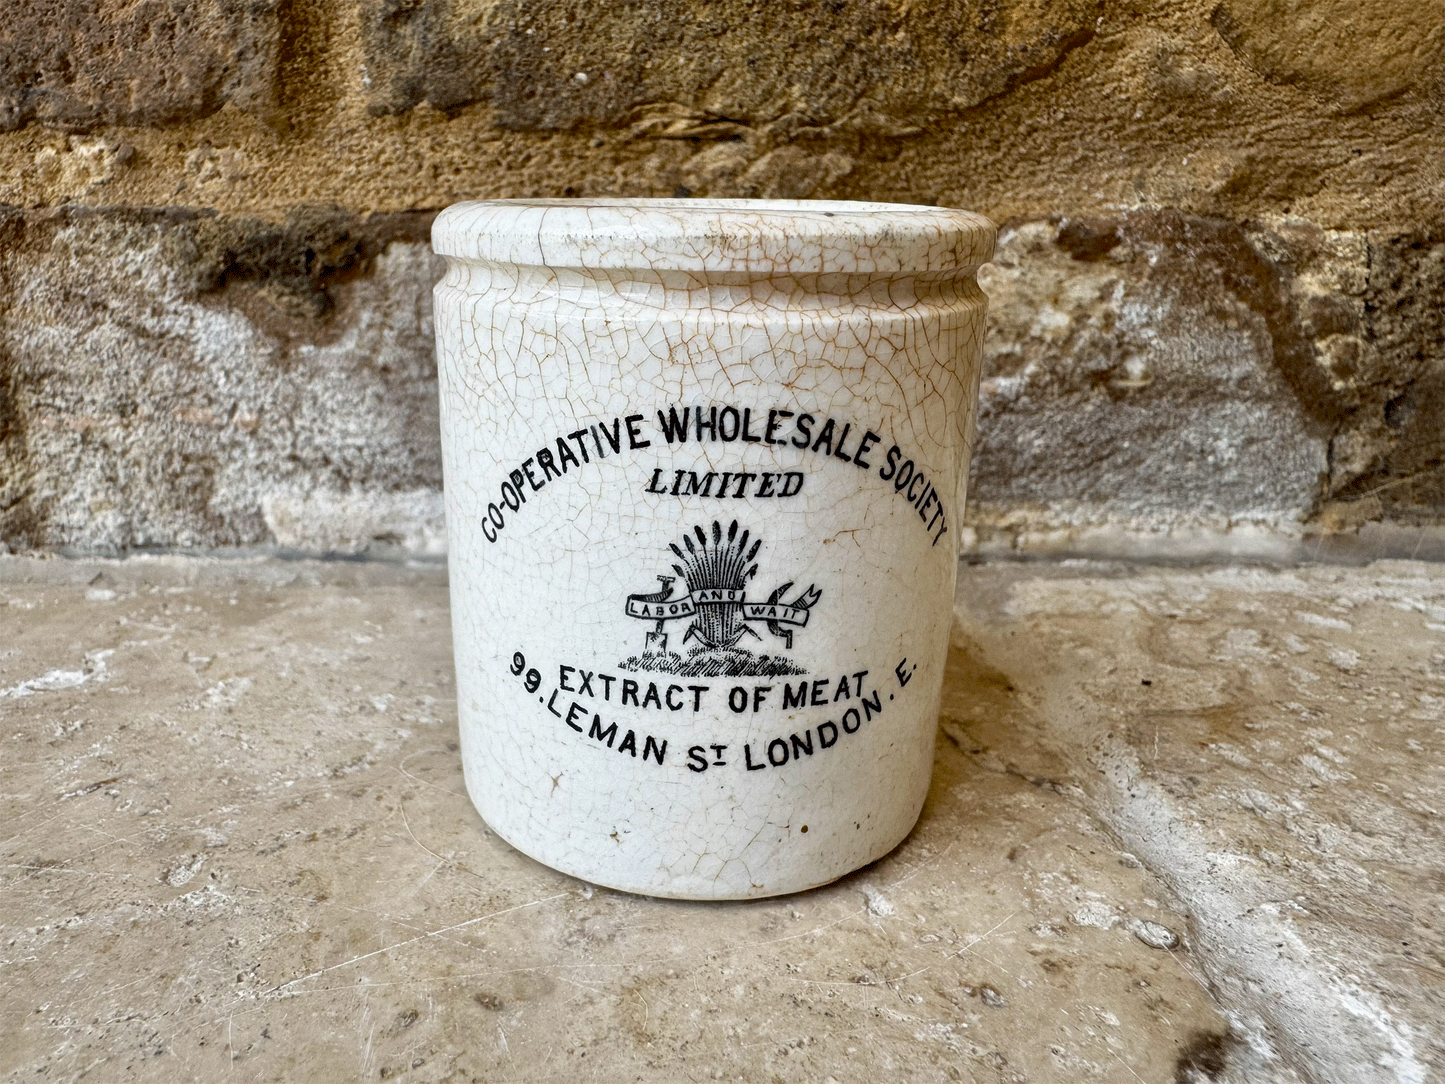 CO-OPERATIVE WHOLESALE SOCIETY
LIMITED
LABOR AND WAIT
EXTRACT OF MEAT
99. LEMAN ST LONDON. E.